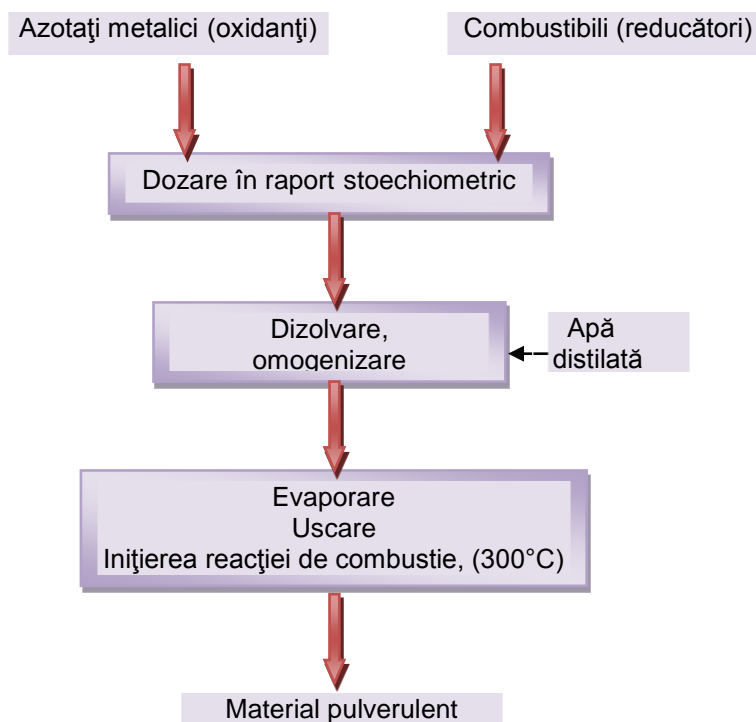 Azotaţi metalici (oxidanţi)
Combustibili (reducători)
Dozare în raport stoechiometric
Dizolvare,
omogenizare
Apă
distilată
Evaporare
Uscare
Iniţierea reacţiei de combustie, (300°C)
Material pulverulent